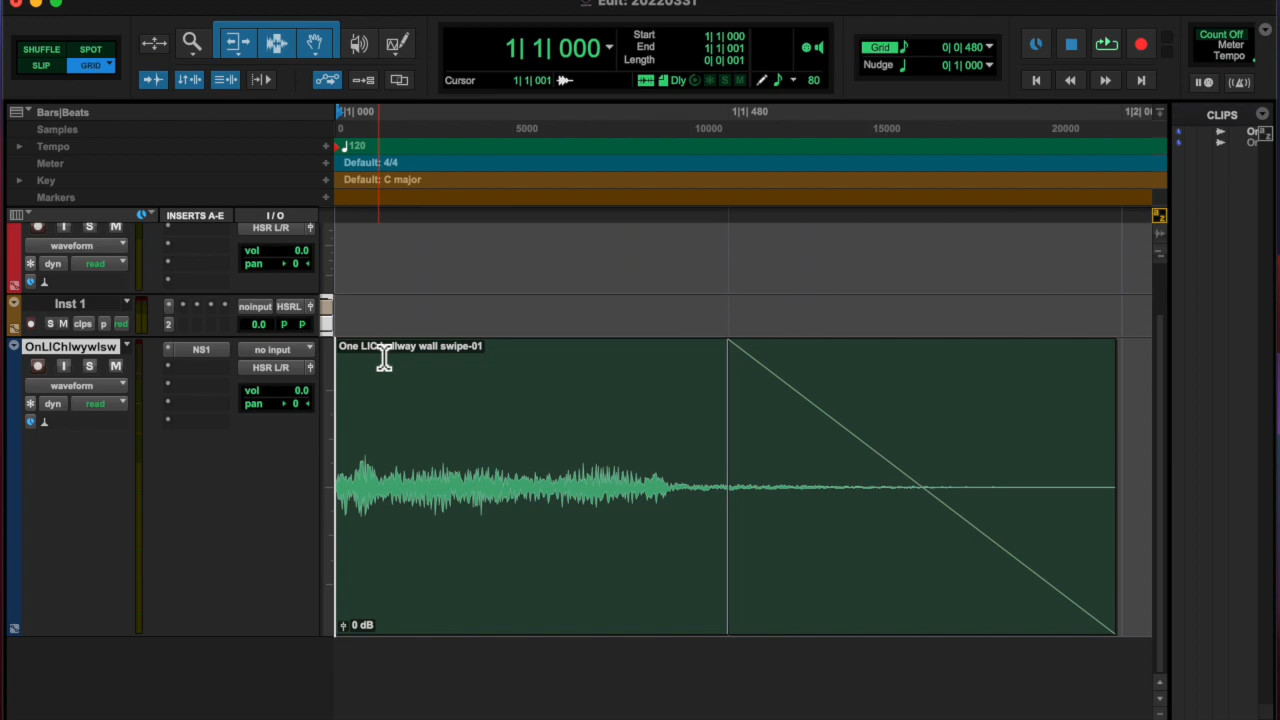 Edit: 20220331
SHUFFLE SPOT
SLIP GRID
1| 1| 000
Start 1| 1| 000
End 1| 1| 001
Length 0| 0| 001
Cursor 1| 1| 001
Dly S M 80
Grid 0| 0| 480
Nudge 0| 1| 000
Count Off
Meter
Tempo
Bars|Beats
1| 000
1|1| 480
Samples
0 5000 10000 15000 20000
Tempo
120
Meter
Default: 4/4
Key
Default: C major
Markers
CLIPS
INSERTS A-E I / O
I S M
HSR L/R
waveform
vol 0.0
dyn read
pan 0
Inst 1
noinput HSRL
S M clps p red
2 0.0 P P
OnLIChlwywlsw
NS1
no input
I S M
HSR L/R
waveform
vol 0.0
dyn read
pan 0
wall swipe-01
0 dB
a z